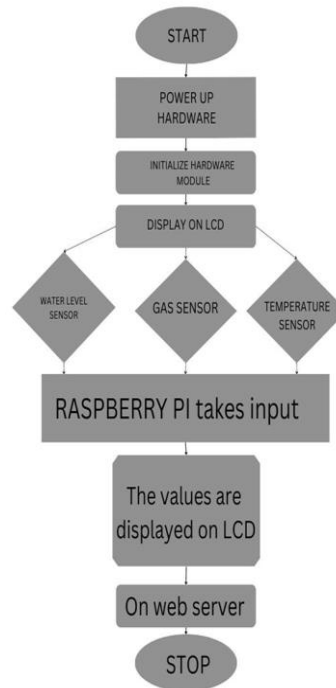 START
POWER UP
HARDWARE
INITIALIZE HARDWARE
MODULE
DISPLAY ON LCD
WATER LEVEL
SENSOR
GAS SENSOR
TEMPERATURE
SENSOR
RASPBERRY PI takes input
The values are
displayed on LCD
On web server
STOP